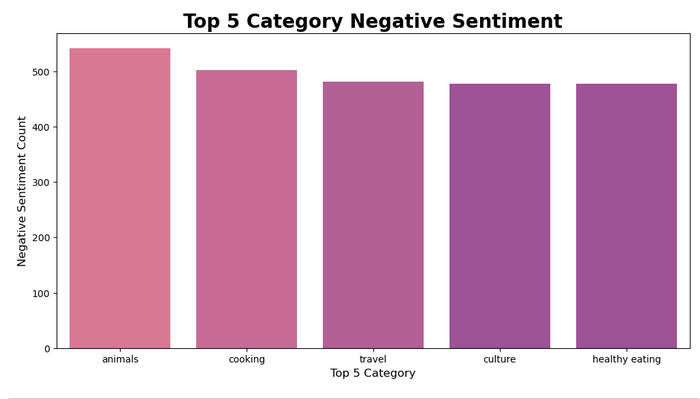 Top 5 Category Negative Sentiment
Negative Sentiment Count
500
400
300
200
100
0
animals cooking travel culture healthy eating
Top 5 Category